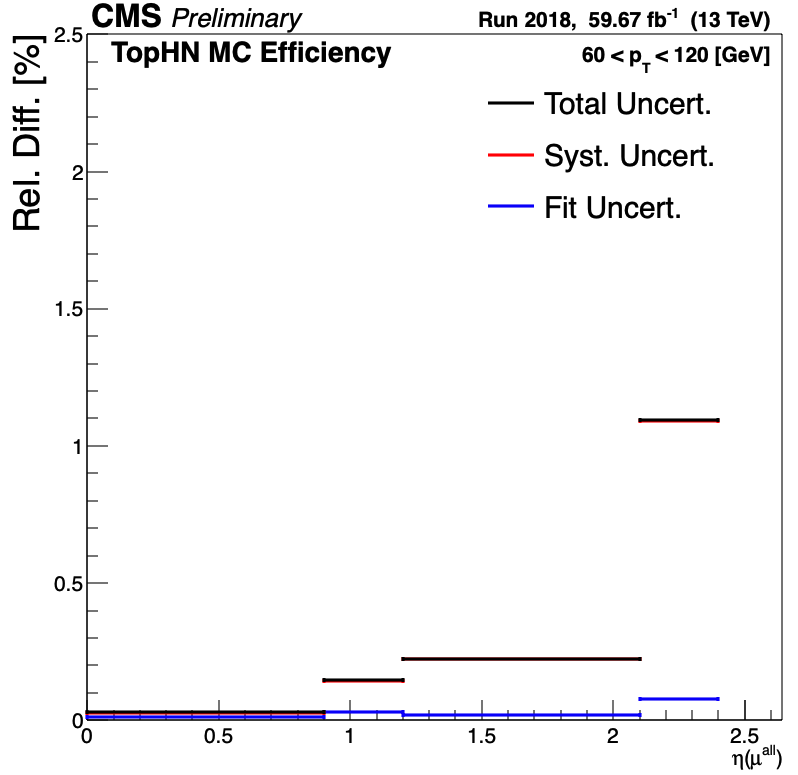 CMS Preliminary
Run 2018, 59.67 fb⁻¹ (13 TeV)
TopHN MC Efficiency
60 < p_T < 120 [GeV]
Rel. Diff. [%]
Total Uncert.
Syst. Uncert.
Fit Uncert.
2.5
2
1.5
1
0.5
0
0 0.5 1 1.5 2 2.5
η(μ^all)